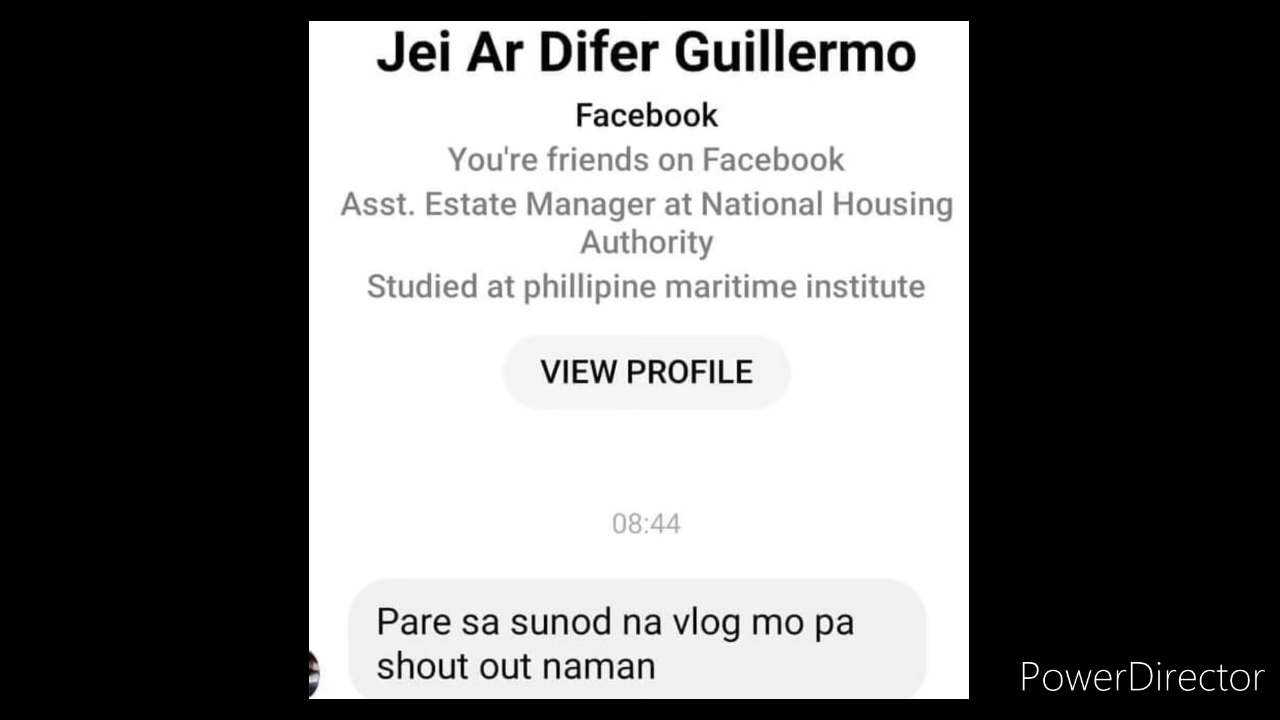 Jei Ar Difer Guillermo
Facebook
You're friends on Facebook
Asst. Estate Manager at National Housing
Authority
Studied at phillipine maritime institute
VIEW PROFILE
08:44
Pare sa sunod na vlog mo pa
shout out naman
PowerDirector